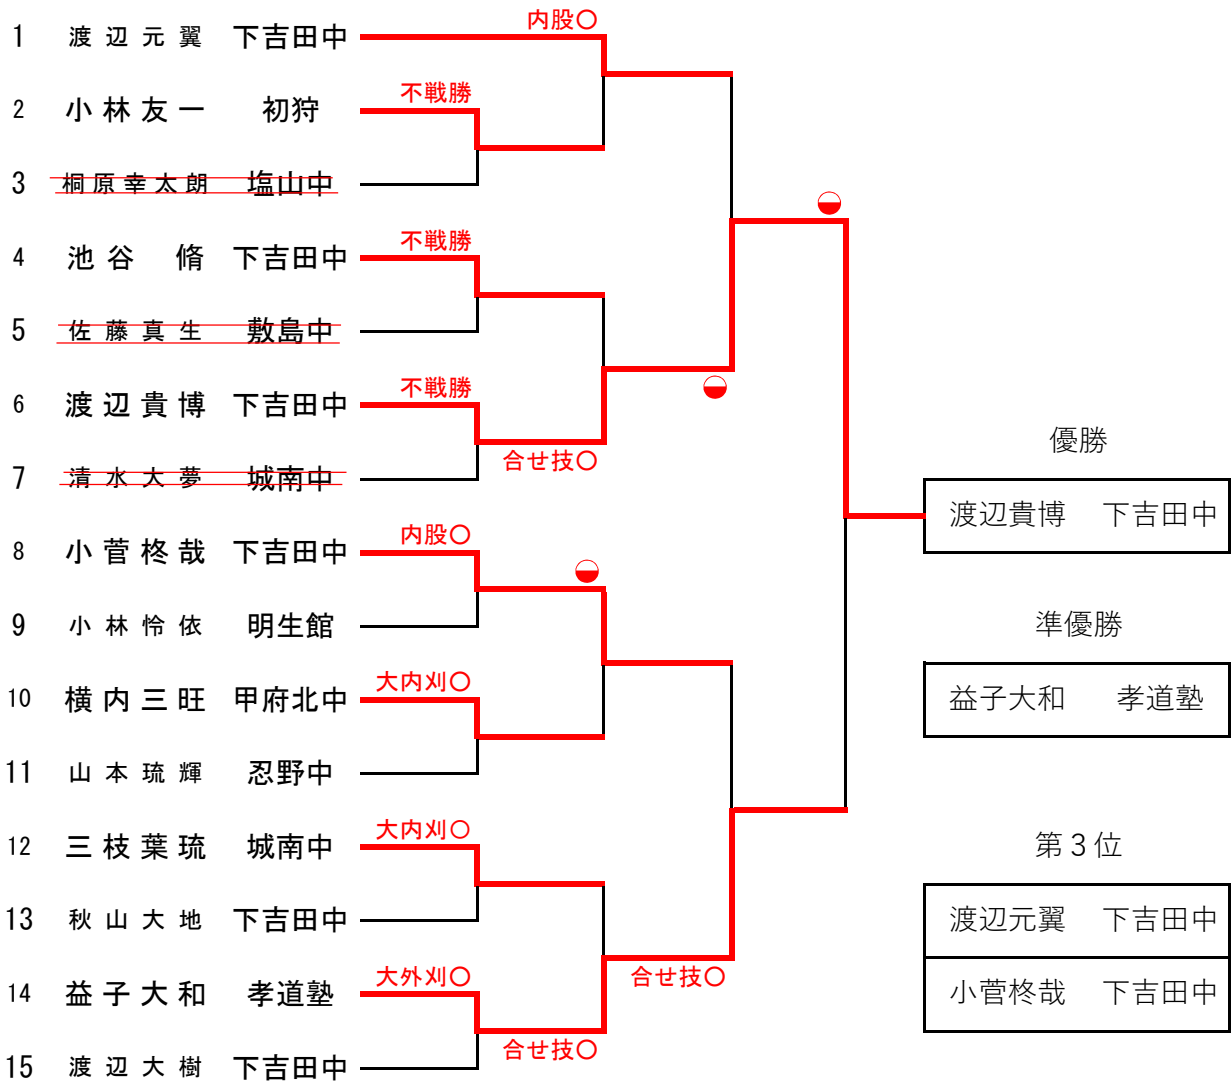 内股〇
1 渡辺元翼 下吉田中
不戦勝
2 小林友一 初狩
3 桐原幸太朗 塩山中
不戦勝
4 池谷 脩 下吉田中
5 佐藤真生 敷島中
不戦勝
6 渡辺貴博 下吉田中
合せ技〇
7 清水大夢 城南中
内股〇
8 小菅柊哉 下吉田中
9 小林怜依 明生館
大内刈〇
10 横内三旺 甲府北中
11 山本琉輝 忍野中
大内刈〇
12 三枝葉琉 城南中
13 秋山大地 下吉田中
大外刈〇
合せ技〇
14 益子大和 孝道塾
合せ技〇
15 渡辺大樹 下吉田中
優勝
渡辺貴博 下吉田中
準優勝
益子大和 孝道塾
第３位
渡辺元翼 下吉田中
小菅柊哉 下吉田中